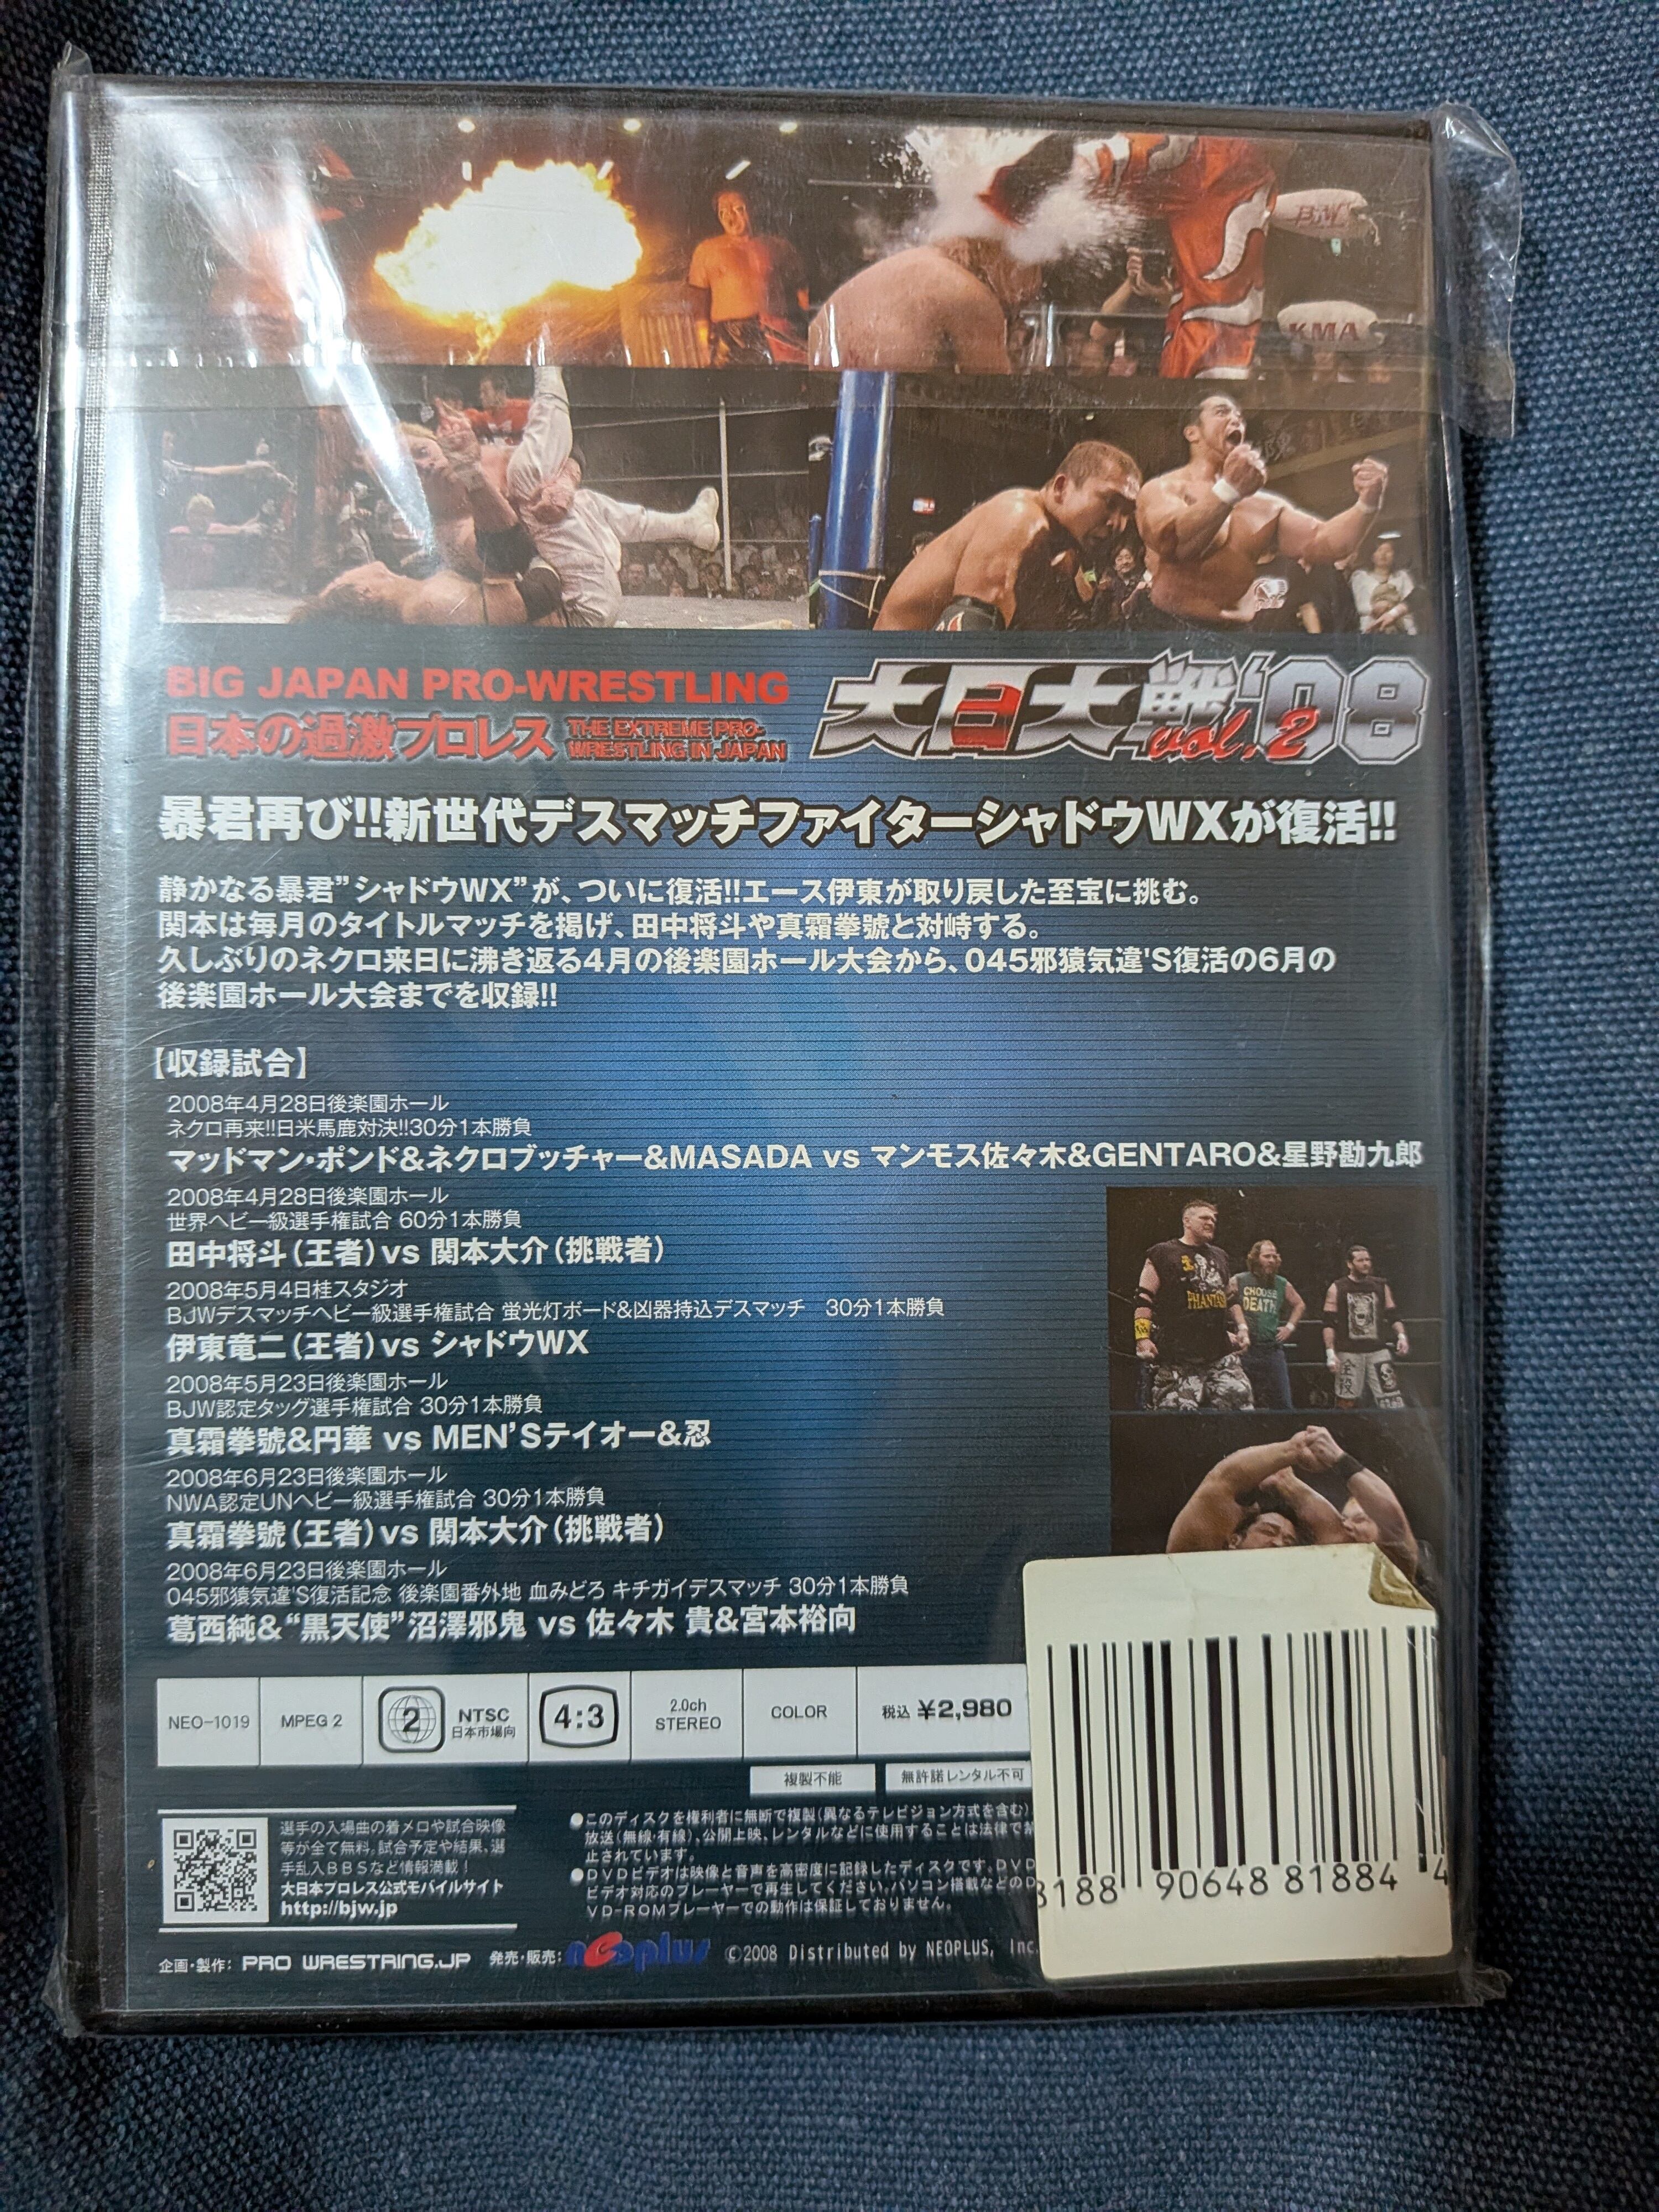 BJW
KMA
BIG JAPAN PRO-WRESTLING
日本の過激プロレス
THE EXTREME PRO-
WRESTLING IN JAPAN
大日大戦'08
vol.2
暴君再び!!新世代デスマッチファイターシャドウWXが復活!!
静かなる暴君”シャドウWX”が、ついに復活!!エース伊東が取り戻した至宝に挑む。
関本は毎月のタイトルマッチを掲げ、田中将斗や真霜拳號と対峙する。
久しぶりのネクロ来日に沸き返る4月の後楽園ホール大会から、045邪猿気違'S復活の6月の
後楽園ホール大会までを収録!!
【収録試合】
2008年4月28日後楽園ホール
ネクロ再来!!日米馬鹿対決!!30分1本勝負
マッドマン・ポンド&ネクロブッチャー&MASADA vs マンモス佐々木&GENTARO&星野勘九郎
2008年4月28日後楽園ホール
世界ヘビー級選手権試合 60分1本勝負
田中将斗(王者)vs 関本大介(挑戦者)
2008年5月4日桂スタジオ
BJWデスマッチヘビー級選手権試合 蛍光灯ボード&凶器持込デスマッチ 30分1本勝負
伊東竜二(王者)vs シャドウWX
2008年5月23日後楽園ホール
BJW認定タッグ選手権試合 30分1本勝負
真霜拳號&円華 vs MEN'Sテイオー&忍
2008年6月23日後楽園ホール
NWA認定UNヘビー級選手権試合 30分1本勝負
真霜拳號(王者)vs 関本大介(挑戦者)
2008年6月23日後楽園ホール
045邪猿気違'S復活記念 後楽園番外地 血みどろ キチガイデスマッチ 30分1本勝負
葛西純&“黒天使”沼澤邪鬼 vs 佐々木 貴&宮本裕向
PHANTAS
CHOOSE
DEATH
NEO-1019
MPEG 2
2
NTSC
日本市場向
4:3
2.0ch
STEREO
COLOR
税込 ¥2,980
複製不能
無許諾レンタル不可
選手の入場曲の着メロや試合映像
等が全て無料。試合予定や結果、選
手乱入BBSなど情報満載!
大日本プロレス公式モバイルサイト
http://bjw.jp
●このディスクを権利者に無断で複製(異なるテレビジョン方式を含む)、
放送(無線・有線)、公開上映、レンタルなどに使用することは法律で禁
止されています。
●DVDビデオは映像と音声を高密度に記録したディスクです。DVD
ビデオ対応のプレーヤーで再生してください。パソコン搭載などのD
VD-ROMプレーヤーでの動作は保証しておりません。
企画・製作: PRO WRESTRING.JP 発売・販売: neoplus ©2008 Distributed by NEOPLUS, Inc.
8188 90648 81884 4